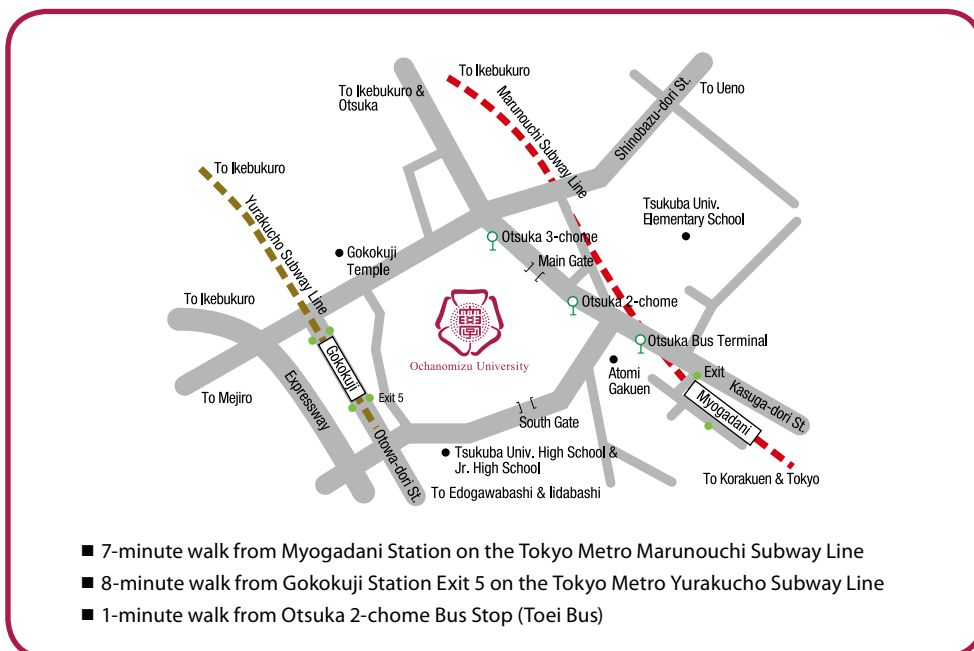 To Ikebukuro
To Ikebukuro &
Otsuka
Marunouchi Subway Line
Shinobazu-dori St.
To Ueno
To Ikebukuro
Yurakucho Subway Line
Tsukuba Univ.
Elementary School
Otsuka 3-chome
Gokokuji
Temple
Main Gate
To Ikebukuro
Otsuka 2-chome
Gokokuji
Ochanomizu University
Otsuka Bus Terminal
Atomi
Gakuen
Exit
Kasuga-dori St.
Myogadani
To Mejiro
Expressway
Exit 5
Otowa-dori St.
South Gate
Tsukuba Univ. High School &
Jr. High School
To Korakuen & Tokyo
To Edogawabashi & Iidabashi
■ 7-minute walk from Myogadani Station on the Tokyo Metro Marunouchi Subway Line
■ 8-minute walk from Gokokuji Station Exit 5 on the Tokyo Metro Yurakucho Subway Line
■ 1-minute walk from Otsuka 2-chome Bus Stop (Toei Bus)